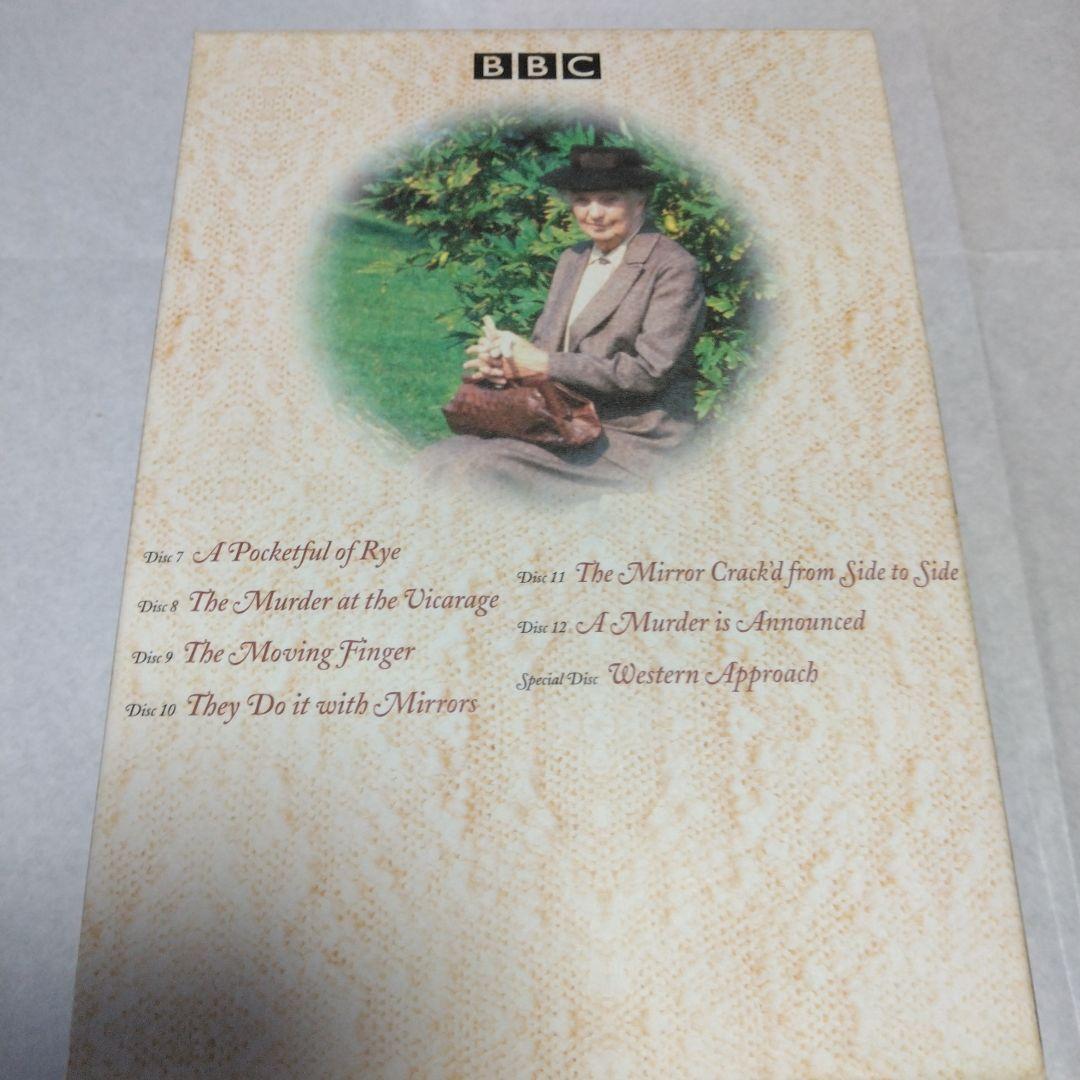 BBC
Disc 7 A Pocketful of Rye
Disc 8 The Murder at the Vicarage
Disc 9 The Moving Finger
Disc 10 They Do it with Mirrors
Disc 11 The Mirror Crack'd from Side to Side
Disc 12 A Murder is Announced
Special Disc Western Approach